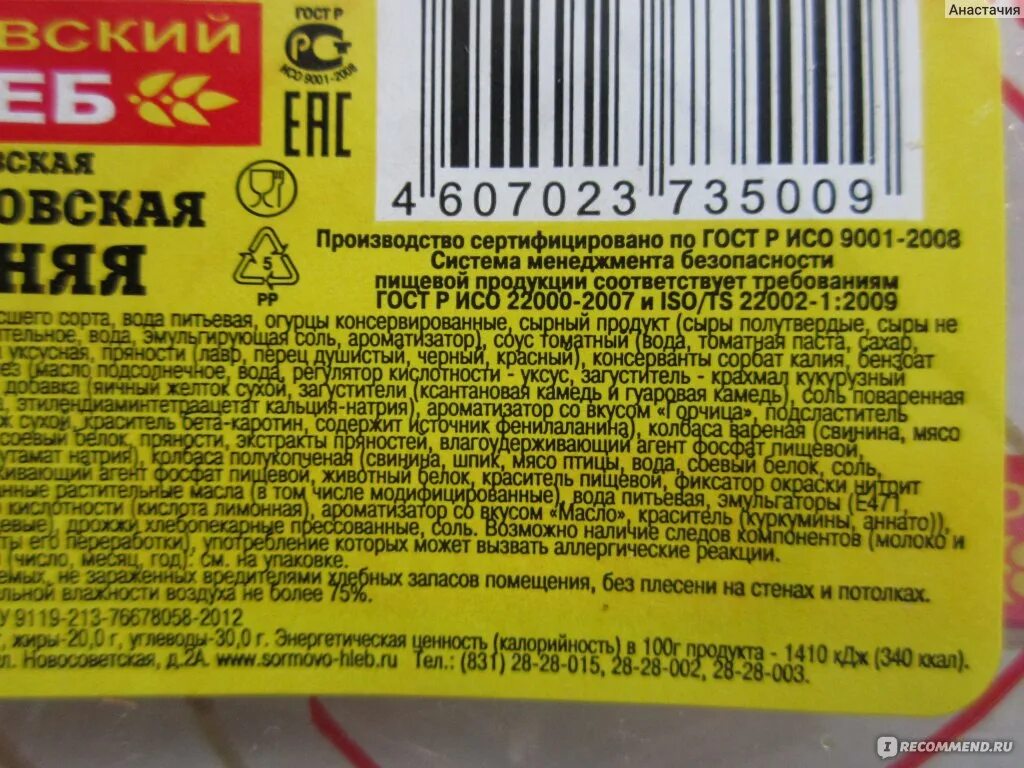 Анастачия
ВСКИЙ
ЕБ
ГОСТ Р
РСТ
ИСО 9001-2008
ЕАС
ВСКАЯ
ОВСКАЯ
НЯЯ
5
PP
4 607023 735009
Производство сертифицировано по ГОСТ Р ИСО 9001-2008
Система менеджмента безопасности
пищевой продукции соответствует требованиям
ГОСТ Р ИСО 22000-2007 и ISO/TS 22002-1:2009
сшего сорта, вода питьевая, огурцы консервированные, сырный продукт (сыры полутвердые, сыры не
ительное, вода, эмульгирующая соль, ароматизатор), соус томатный (вода, томатная паста, сахар,
уксусная, пряности (лавр, перец душистый, черный, красный), консерванты сорбат калия, бензоат
ез (масло подсолнечное, вода, регулятор кислотности - уксус, загуститель - крахмал кукурузный
добавка (яичный желток сухой, загустители (ксантановая камедь и гуаровая камедь), соль поваренная
, этилендиаминтетраацетат кальция-натрия), ароматизатор со вкусом «Горчица», подсластитель
к сухой, краситель бета-каротин, содержит источник фенилаланина), колбаса вареная (свинина, мясо
соевый белок, пряности, экстракты пряностей, влагоудерживающий агент фосфат пищевой,
утамат натрия), колбаса полукопченая (свинина, шпик, мясо птицы, вода, соевый белок, соль,
живающий агент фосфат пищевой, животный белок, краситель пищевой, фиксатор окраски нитрит
нные растительные масла (в том числе модифицированные), вода питьевая, эмульгаторы (Е471,
кислотности (кислота лимонная), ароматизатор со вкусом «Масло», краситель (куркумины, аннато)),
евые), дрожжи хлебопекарные прессованные, соль. Возможно наличие следов компонентов (молоко и
ты его переработки), употребление которых может вызвать аллергические реакции.
(число, месяц, год): см. на упаковке.
емых, не зараженных вредителями хлебных запасов помещения, без плесени на стенах и потолках.
ельной влажности воздуха не более 75%.
У 9119-213-76678058-2012
г, жиры-20,0 г, углеводы-30,0 г. Энергетическая ценность (калорийность) в 100г продукта - 1410 кДж (340 ккал).
ул. Новосоветская, д.2А. www.sormovo-hleb.ru Тел.: (831) 28-28-015, 28-28-002, 28-28-003.
IRECOMMEND.RU